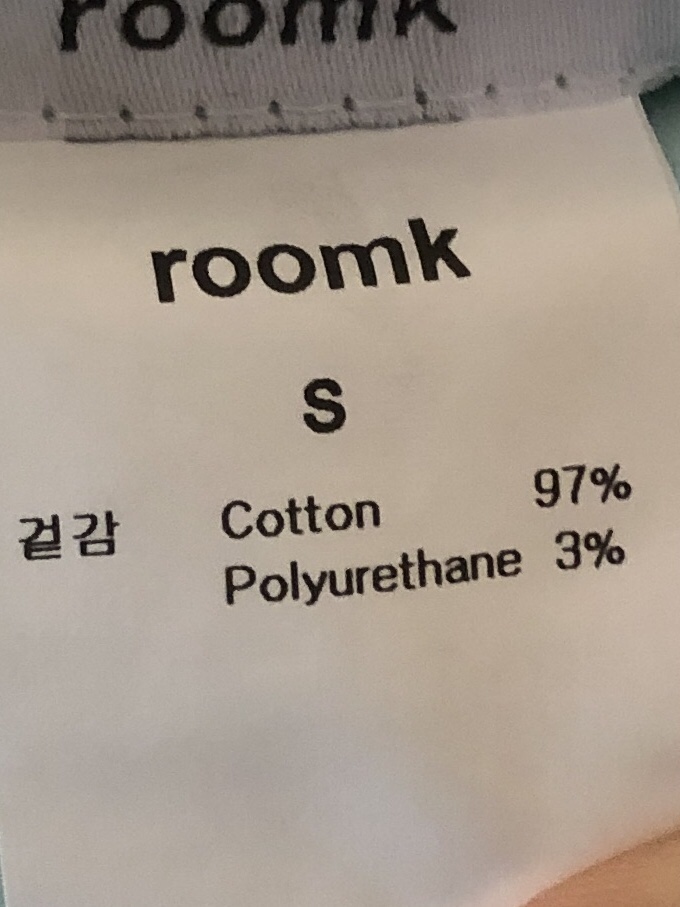 roomk
roomk
S
겉감 Cotton 97%
Polyurethane 3%